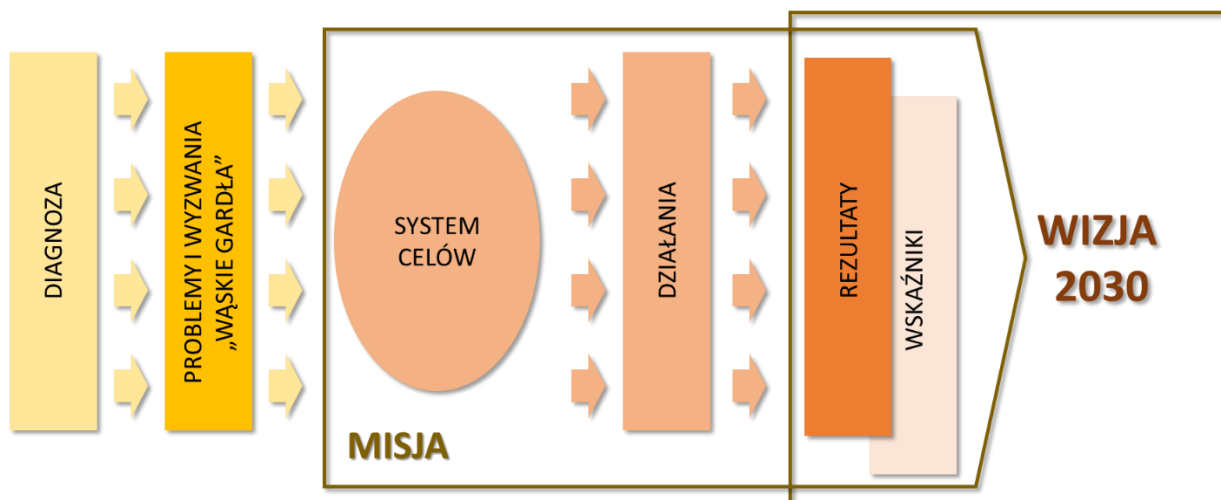 DIAGNOZA
PROBLEMY I WYZWANIA
„WĄSKIE GARDŁA”
SYSTEM
CELÓW
DZIAŁANIA
REZULTATY
WSKAŹNIKI
MISJA
WIZJA
2030